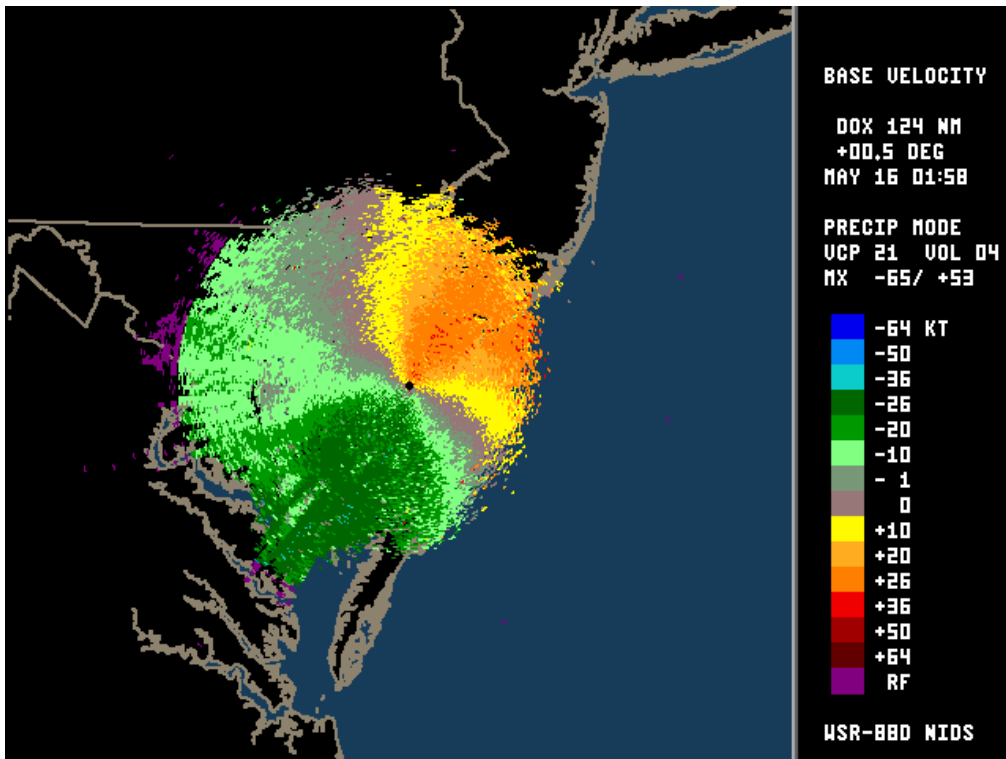 BASE VELOCITY
DOX 124 NM
+00.5 DEG
MAY 16 01:58
PRECIP MODE
VCP 21 VOL 04
MX -65/ +53
-64 KT
-50
-36
-26
-20
-10
- 1
0
+10
+20
+26
+36
+50
+64
RF
WSR-88D NIDS